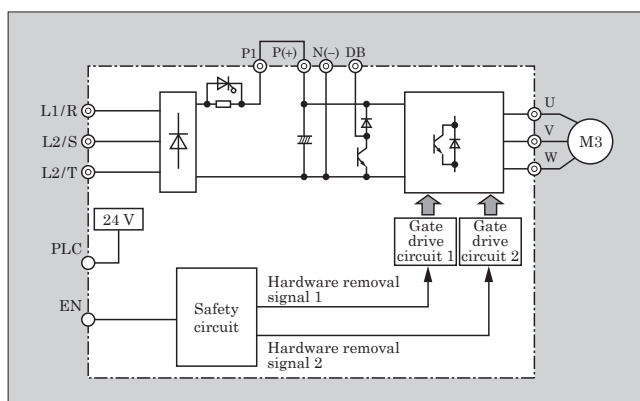 P1 P(+) N(−) DB
L1/R
L2/S
L2/T
U
V
W
M3
24 V
PLC
EN
Gate
drive
circuit 1
Gate
drive
circuit 2
Safety
circuit
Hardware removal
signal 1
Hardware removal
signal 2